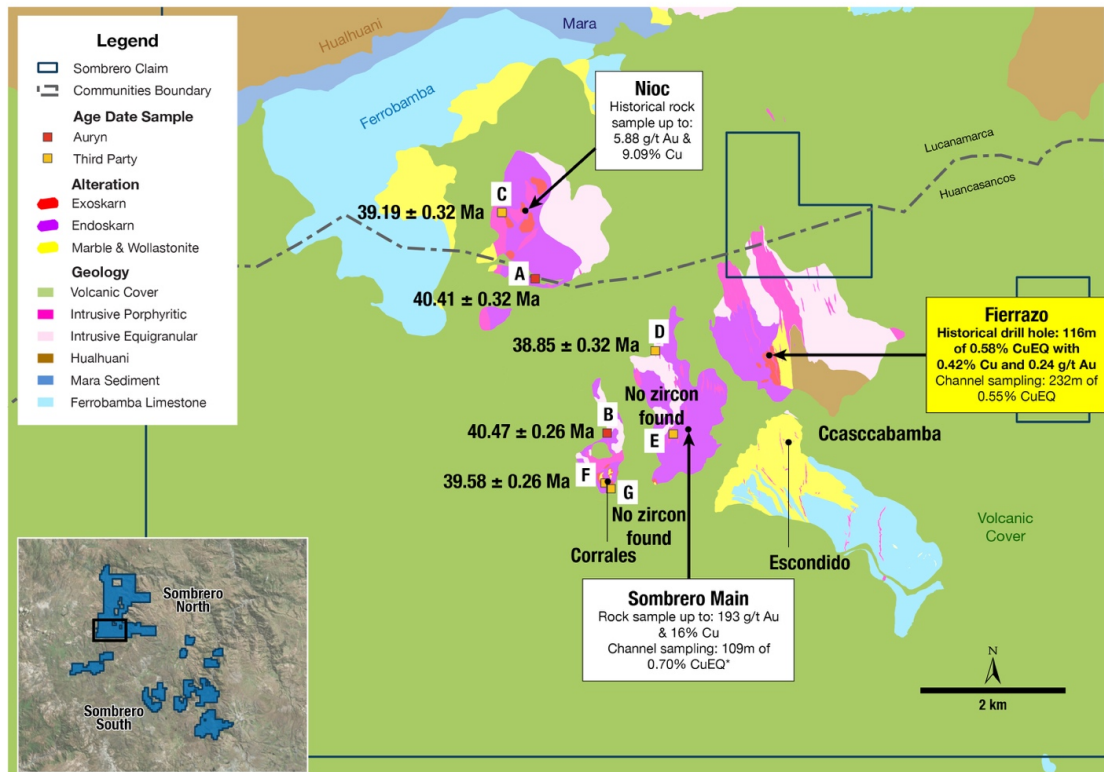 Legend
Sombrero Claim
Communities Boundary
Age Date Sample
Auryn
Third Party
Alteration
Exoskarn
Endoskarn
Marble & Wollastonite
Geology
Volcanic Cover
Intrusive Porphyritic
Intrusive Equigranular
Hualhuani
Mara Sediment
Ferrobamba Limestone
Hualhuani
Mara
Ferrobamba
Nioc
Historical rock
sample up to:
5.88 g/t Au &
9.09% Cu
Lucanamarca
Huancasancos
C
39.19 ± 0.32 Ma
A
40.41 ± 0.32 Ma
D
38.85 ± 0.32 Ma
No zircon
found
B
40.47 ± 0.26 Ma
E
F
39.58 ± 0.26 Ma
G
No zircon
found
Corrales
Fierrazo
Historical drill hole: 116m
of 0.58% CuEQ with
0.42% Cu and 0.24 g/t Au
Channel sampling: 232m of
0.55% CuEQ
Ccasccabamba
Escondido
Volcanic
Cover
Sombrero Main
Rock sample up to: 193 g/t Au
& 16% Cu
Channel sampling: 109m of
0.70% CuEQ*
Sombrero
North
Sombrero
South
N
2 km